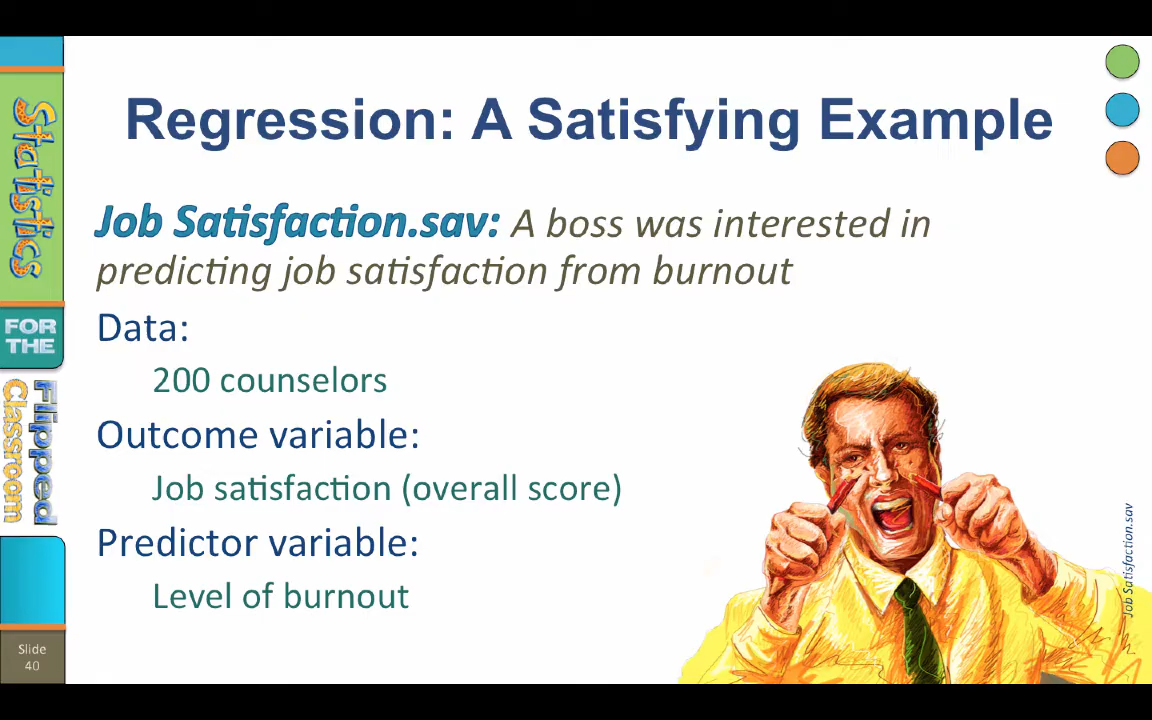 Regression: A Satisfying Example
Job Satisfaction.sav: A boss was interested in
predicting job satisfaction from burnout
Data:
200 counselors
Outcome variable:
Job satisfaction (overall score)
Predictor variable:
Level of burnout
Statistics
FOR THE
Flipped
Classroom
Slide
40
Job Satisfaction.sav